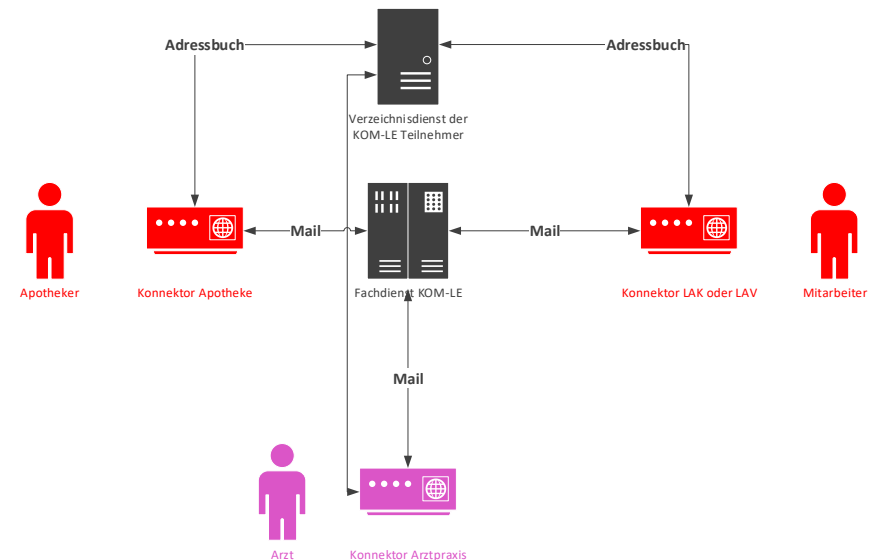 Adressbuch
Adressbuch
Verzeichnisdienst der
KOM-LE Teilnehmer
Mail
Mail
Apotheker
Konnektor Apotheke
Fachdienst KOM-LE
Konnektor LAK oder LAV
Mitarbeiter
Mail
Arzt
Konnektor Arztpraxis